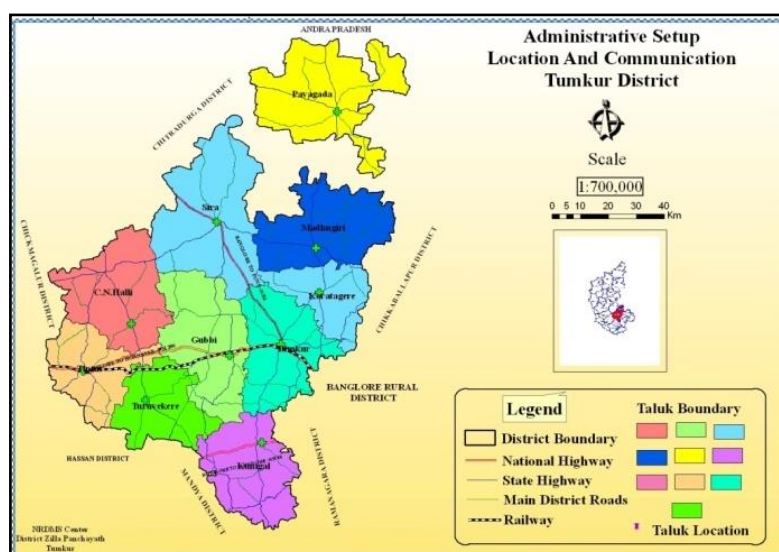 Administrative Setup
Location And Communication
Tumkur District
Scale
1:700,000
0 5 10 20 30 40
Km
ANDRA PRADESH
CHITRADURGA DISTRICT
Pavagada
Sira
Madhugiri
CHICKMAGALUR DISTRICT
C.N.Halli
Koratagere
CHIKKABALLAPUR DISTRICT
Gubbi
Tumkur
Tiptur
Turuvekere
BANGLORE RURAL
DISTRICT
HASSAN DISTRICT
MANDYA DISTRICT
Kunigal
RAMANAGARA DISTRICT
Legend
District Boundary
National Highway
State Highway
Main District Roads
Railway
Taluk Boundary
Taluk Location
NRDMS Center
District Zilla Panchayath
Tumkur